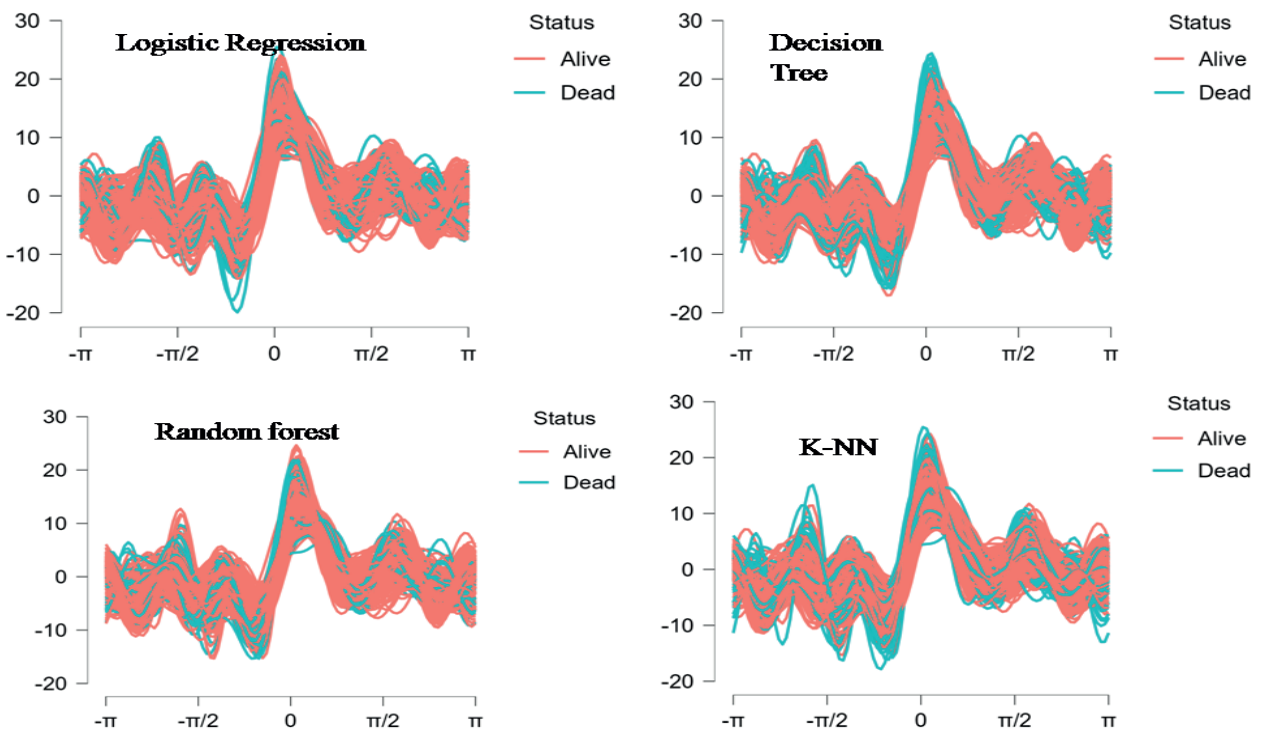 30
20
10
0
-10
-20
-π
-π/2
0
π/2
π
Logistic Regression
Status
Alive
Dead
30
20
10
0
-10
-20
-π
-π/2
0
π/2
π
Decision
Tree
Status
Alive
Dead
30
20
10
0
-10
-20
-π
-π/2
0
π/2
π
Random forest
Status
Alive
Dead
30
20
10
0
-10
-20
-π
-π/2
0
π/2
π
K-NN
Status
Alive
Dead